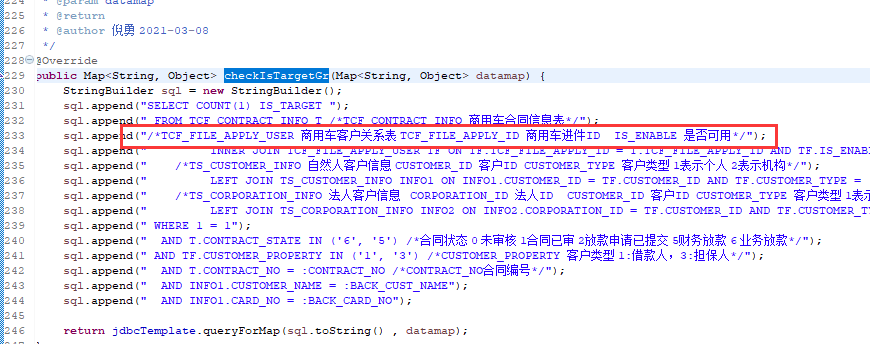 224 * @param datamap
225 * @return
226 * @author 倪勇 2021-03-08
227 */
228 @Override
229 public Map<String, Object> checkIsTargetGr(Map<String, Object> datamap) {
230 StringBuilder sql = new StringBuilder();
231 sql.append("SELECT COUNT(1) IS_TARGET ");
232 sql.append(" FROM TCF_CONTRACT_INFO T /*TCF_CONTRACT_INFO 商用车合同信息表*/");
233 sql.append("/*TCF_FILE_APPLY_USER 商用车客户关系表 TCF_FILE_APPLY_ID 商用车进件ID IS_ENABLE 是否可用*/");
234 sql.append(" INNER JOIN TCF_FILE_APPLY_USER TF ON TF.TCF_FILE_APPLY_ID = T.TCF_FILE_APPLY_ID AND TF.IS_ENAB
235 sql.append(" /*TS_CUSTOMER_INFO 自然人客户信息 CUSTOMER_ID 客户ID CUSTOMER_TYPE 客户类型 1表示个人 2表示机构*/");
236 sql.append(" LEFT JOIN TS_CUSTOMER_INFO INFO1 ON INFO1.CUSTOMER_ID = TF.CUSTOMER_ID AND TF.CUSTOMER_TYPE =
237 sql.append(" /*TS_CORPORATION_INFO 法人客户信息 CORPORATION_ID 法人ID CUSTOMER_ID 客户ID CUSTOMER_TYPE 客户类型 1表示
238 sql.append(" LEFT JOIN TS_CORPORATION_INFO INFO2 ON INFO2.CORPORATION_ID = TF.CUSTOMER_ID AND TF.CUSTOMER_TY
239 sql.append(" WHERE 1 = 1");
240 sql.append(" AND T.CONTRACT_STATE IN ('6', '5') /*合同状态 0 未审核 1合同已审 2放款申请已提交 5财务放款 6 业务放款*/");
241 sql.append(" AND TF.CUSTOMER_PROPERTY IN ('1', '3') /*CUSTOMER_PROPERTY 客户类型 1:借款人, 3:担保人*/");
242 sql.append(" AND T.CONTRACT_NO = :CONTRACT_NO /*CONTRACT_NO合同编号*/");
243 sql.append(" AND INFO1.CUSTOMER_NAME = :BACK_CUST_NAME");
244 sql.append(" AND INFO1.CARD_NO = :BACK_CARD_NO");
245
246 return jdbcTemplate.queryForMap(sql.toString() , datamap);